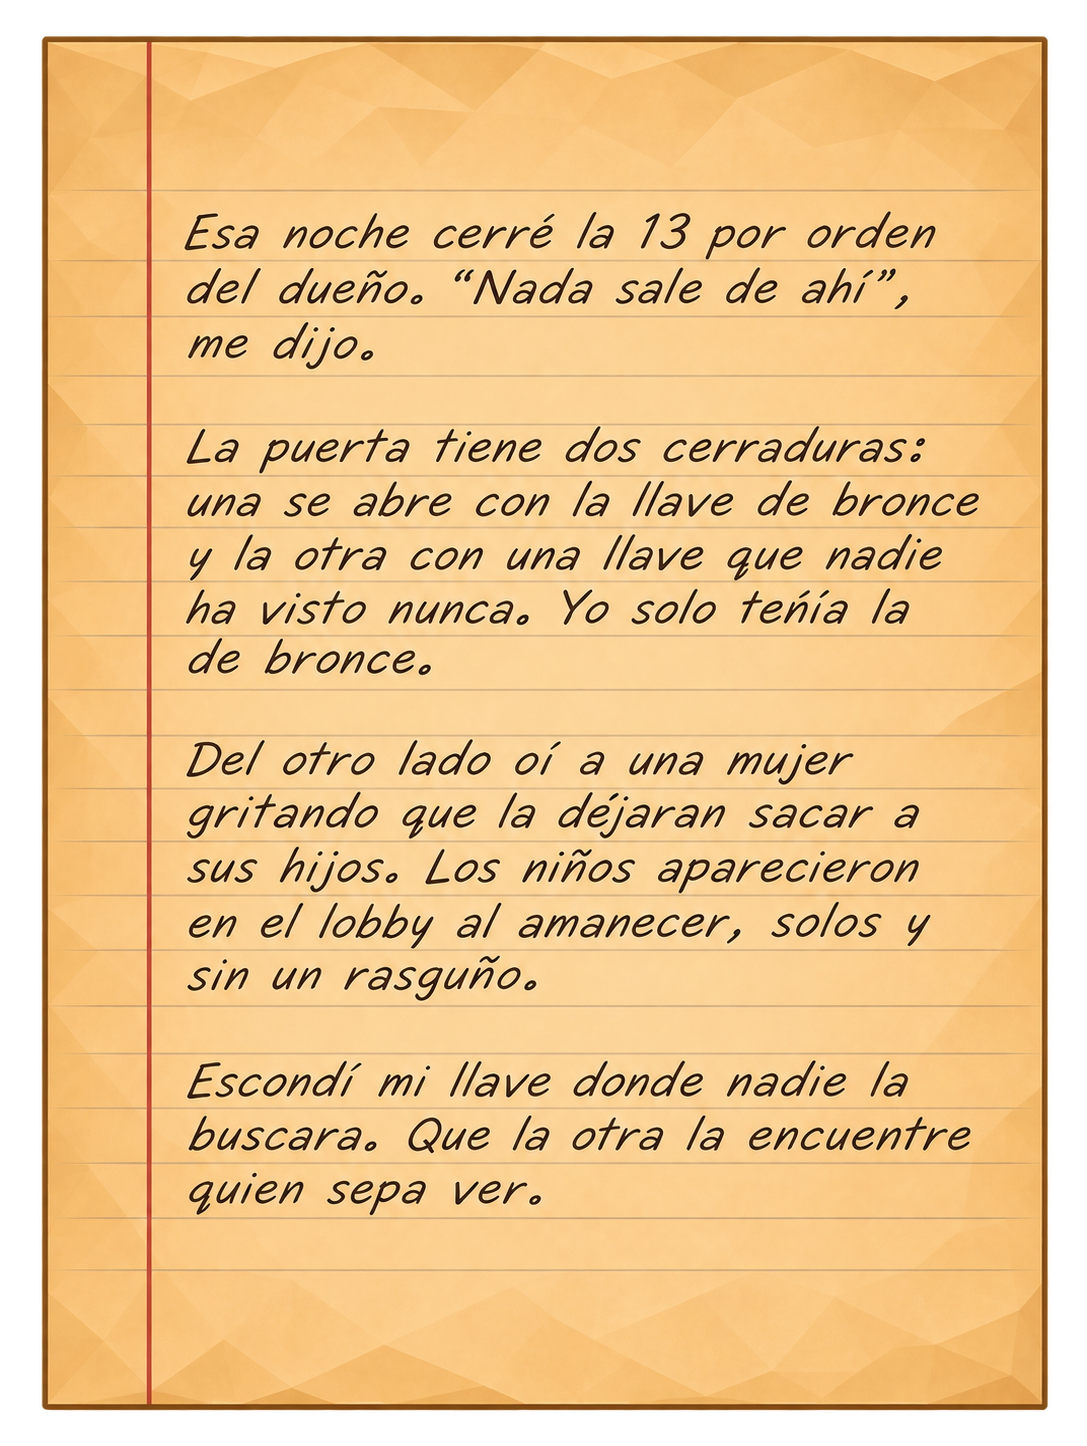 Esa noche cerré la 13 por orden
del dueño. “Nada sale de ahí”,
me dijo.
La puerta tiene dos cerraduras:
una se abre con la llave de bronce
y la otra con una llave que nadie
ha visto nunca. Yo solo teńía la
de bronce.
Del otro lado oí a una mujer
gritando que la déjaran sacar a
sus hijos. Los niños aparecieron
en el lobby al amanecer, solos y
sin un rasguño.
Escondí mi llave donde nadie la
buscara. Que la otra la encuentre
quien sepa ver.